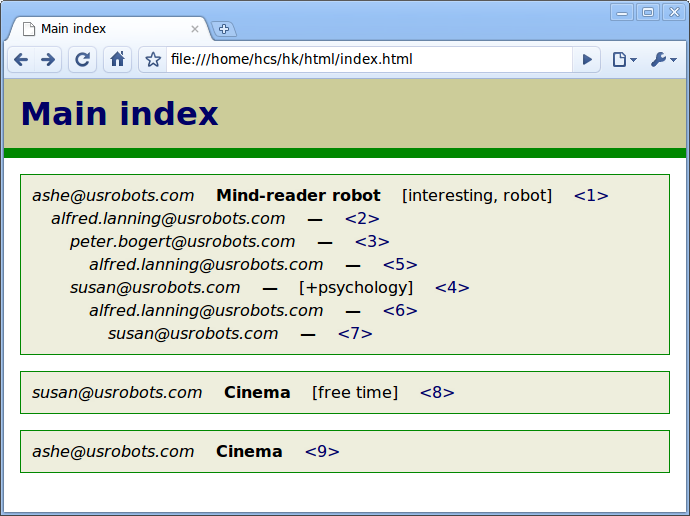 Main index
file:///home/hcs/hk/html/index.html
Main index
ashe@usrobots.com Mind-reader robot [interesting, robot] <1>
alfred.lanning@usrobots.com — <2>
peter.bogert@usrobots.com — <3>
alfred.lanning@usrobots.com — <5>
susan@usrobots.com — [+psychology] <4>
alfred.lanning@usrobots.com — <6>
susan@usrobots.com — <7>
susan@usrobots.com Cinema [free time] <8>
ashe@usrobots.com Cinema <9>